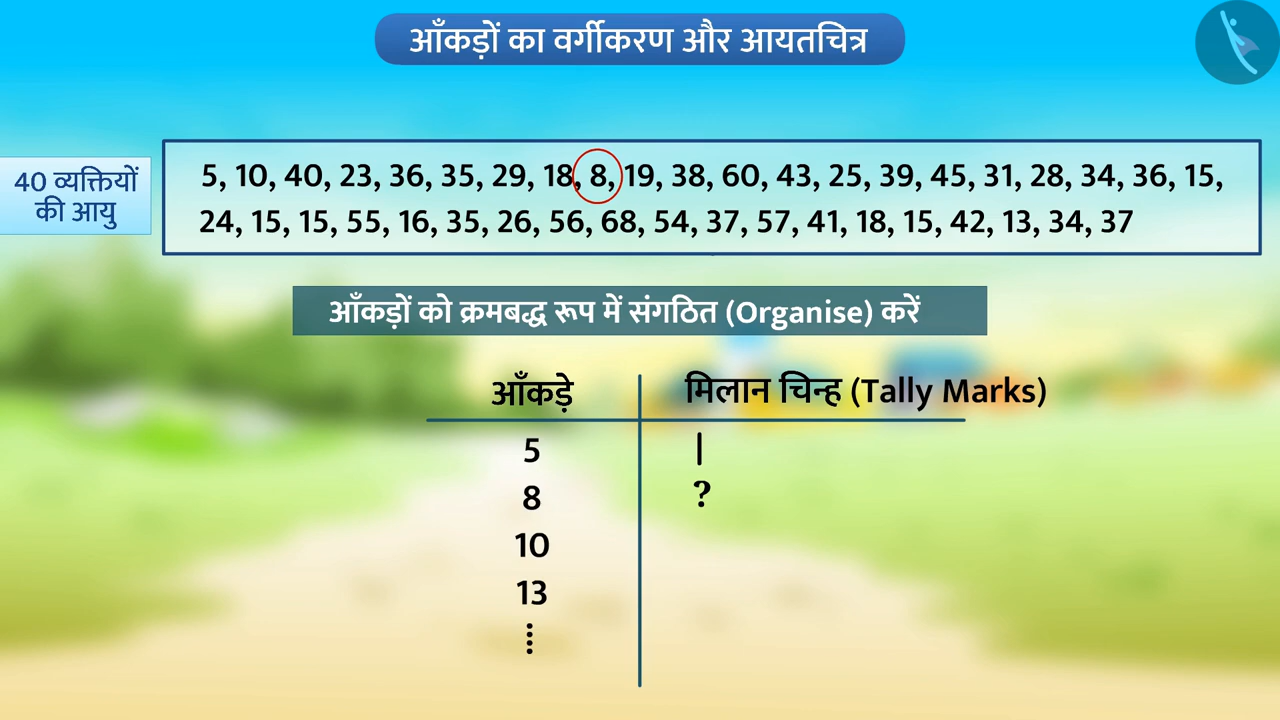 आँकड़ों का वर्गीकरण और आयतचित्र
40 व्यक्तियों
की आयु
5, 10, 40, 23, 36, 35, 29, 18, 8, 19, 38, 60, 43, 25, 39, 45, 31, 28, 34, 36, 15,
24, 15, 15, 55, 16, 35, 26, 56, 68, 54, 37, 57, 41, 18, 15, 42, 13, 34, 37
आँकड़ों को क्रमबद्ध रूप में संगठित (Organise) करें
आँकड़े मिलान चिन्ह (Tally Marks)
5 |
8 ?
10
13
⋮